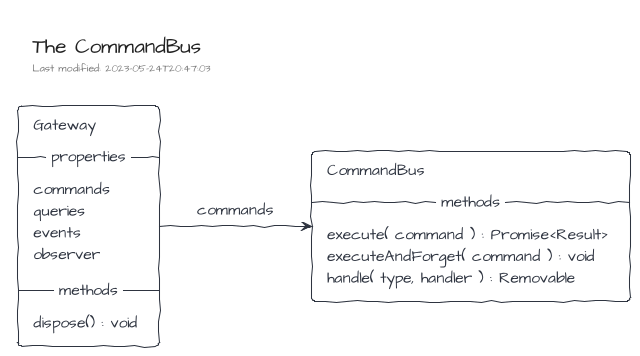 The CommandBus
Last modified: 2023-05-24T20:47:03
Gateway
properties
commands
queries
events
observer
methods
dispose() : void
commands
CommandBus
methods
execute( command ) : Promise<Result>
executeAndForget( command ) : void
handle( type, handler ) : Removable